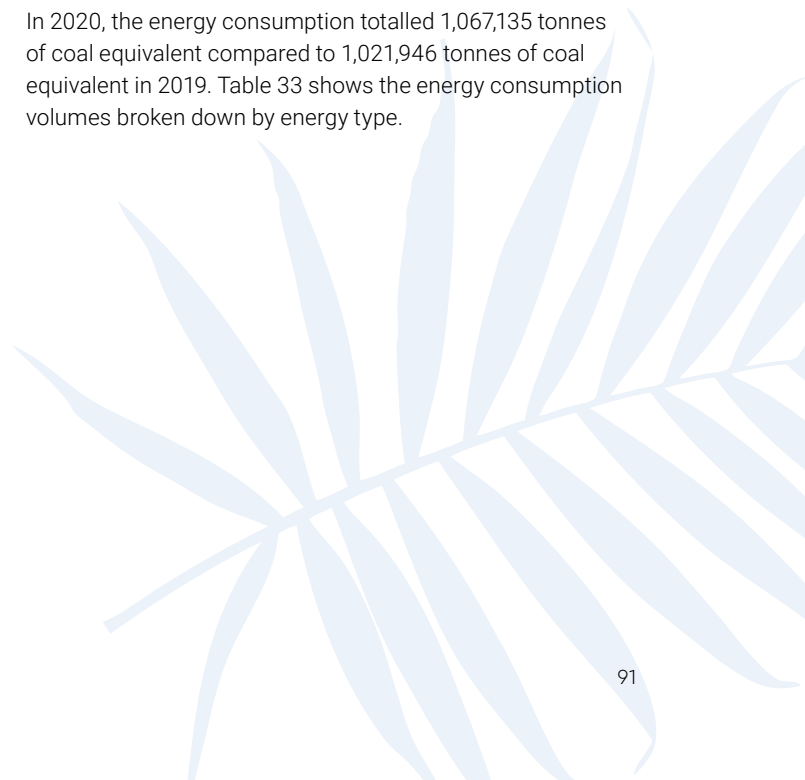 In 2020, the energy consumption totalled 1,067,135 tonnes
of coal equivalent compared to 1,021,946 tonnes of coal
equivalent in 2019. Table 33 shows the energy consumption
volumes broken down by energy type.
91